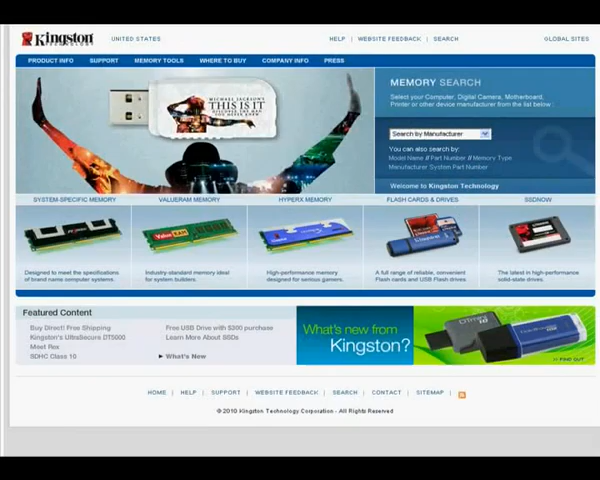 Kingston
TECHNOLOGY
UNITED STATES
HELP | WEBSITE FEEDBACK | SEARCH
GLOBAL SITES
PRODUCT INFO SUPPORT MEMORY TOOLS WHERE TO BUY COMPANY INFO PRESS
MICHAEL JACKSON'S
THIS IS IT
MEMORY SEARCH
Select your Computer, Digital Camera, Motherboard,
Printer or other device manufacturer from the list below :
Search by Manufacturer
You can also search by:
Model Name // Part Number // Memory Type
Manufacturer System Part Number
Welcome to Kingston Technology
SYSTEM-SPECIFIC MEMORY
VALUERAM MEMORY
HYPERX MEMORY
FLASH CARDS & DRIVES
SSDNOW
ValueRAM
Designed to meet the specifications
of brand name computer systems.
Industry-standard memory ideal
for system builders.
High-performance memory
designed for serious gamers.
A full range of reliable, convenient
Flash cards and USB Flash drives.
The latest in high-performance
solid-state drives.
Featured Content
Buy Direct! Free Shipping
Kingston's UltraSecure DT5000
Meet Rex
SDHC Class 10
Free USB Drive with $300 purchase
Learn More About SSDs
What's New
What's new from
Kingston?
FIND OUT
HOME | HELP | SUPPORT | WEBSITE FEEDBACK | SEARCH | CONTACT | SITEMAP |
© 2010 Kingston Technology Corporation - All Rights Reserved